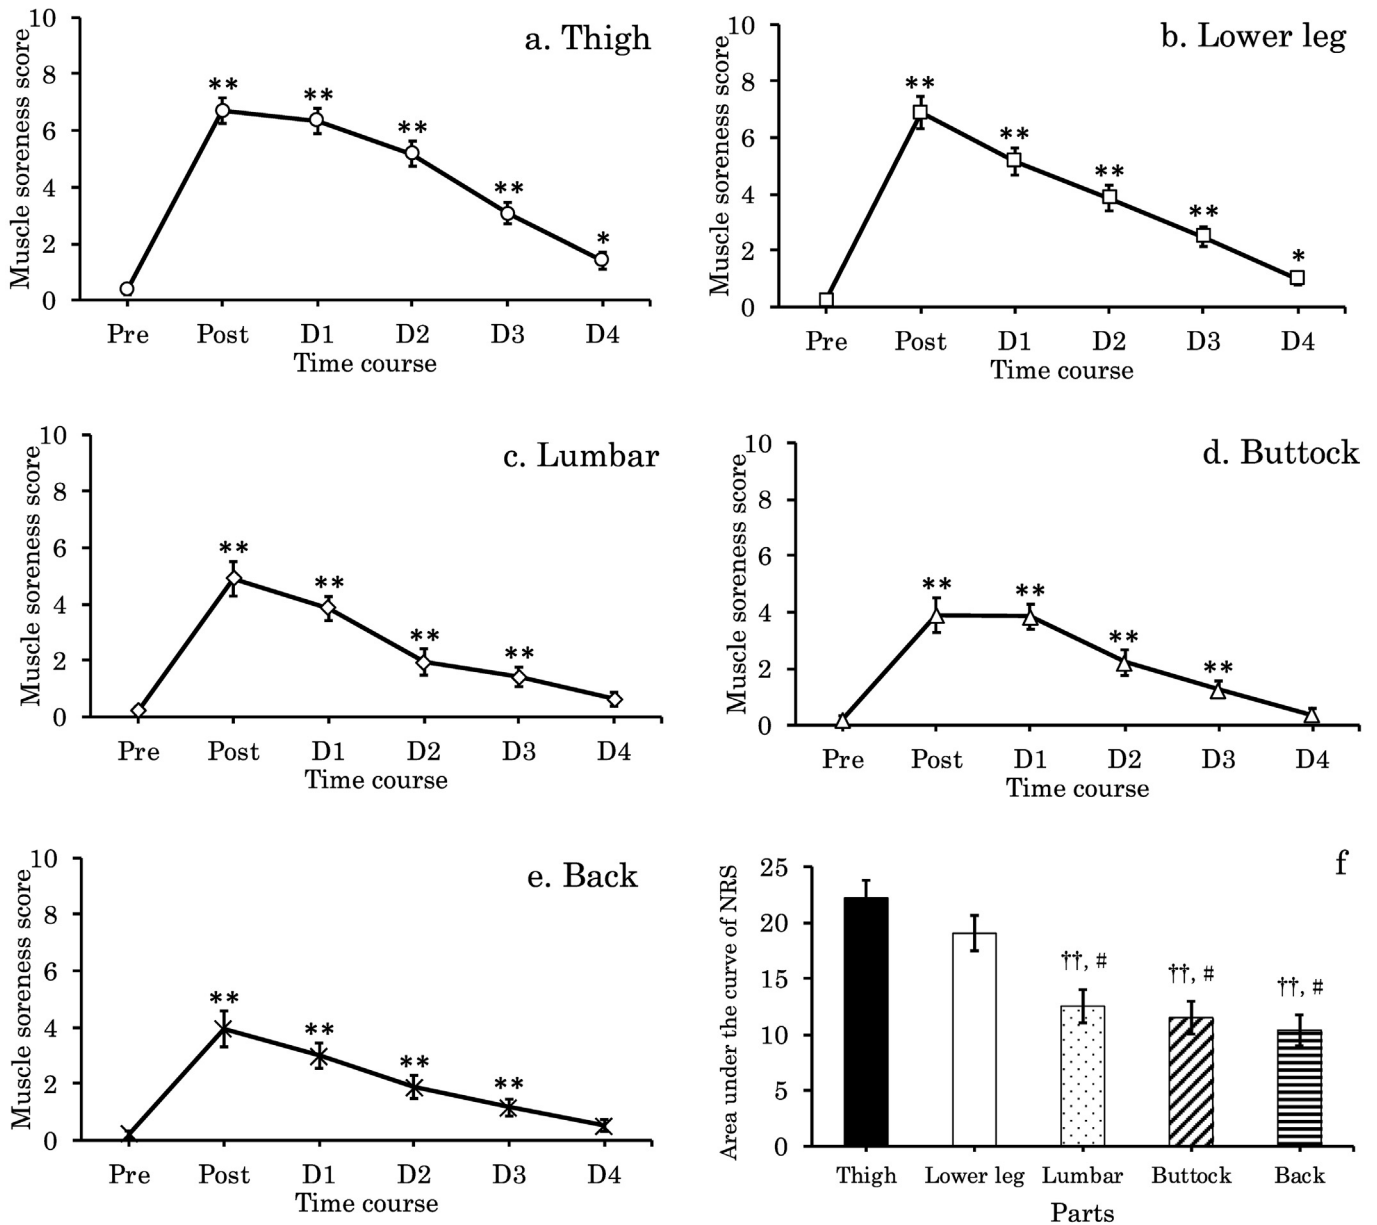 a. Thigh
Muscle soreness score
10
8
6
4
2
0
**
**
**
**
*
Pre Post D1 D2 D3 D4
Time course
b. Lower leg
Muscle soreness score
10
8
6
4
2
0
**
**
**
**
*
Pre Post D1 D2 D3 D4
Time course
c. Lumbar
Muscle soreness score
10
8
6
4
2
0
**
**
**
**
Pre Post D1 D2 D3 D4
Time course
d. Buttock
Muscle soreness score
10
8
6
4
2
0
**
**
**
**
Pre Post D1 D2 D3 D4
Time course
e. Back
Muscle soreness score
10
8
6
4
2
0
**
**
**
**
Pre Post D1 D2 D3 D4
Time course
f
Area under the curve of NRS
25
20
15
10
5
0
††, #
††, #
††, #
Thigh Lower leg Lumbar Buttock Back
Parts